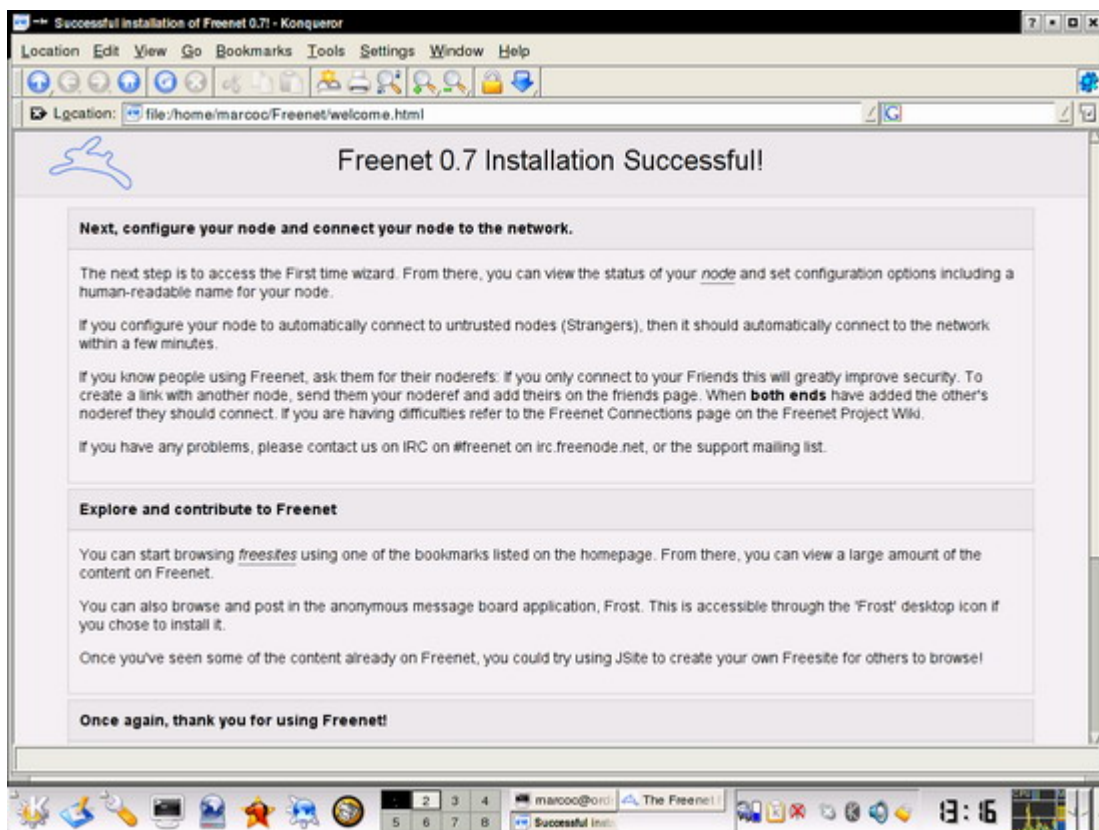 Successful installation of Freenet 0.7! - Konqueror
Location Edit View Go Bookmarks Tools Settings Window Help
Location: file:/home/marcoc/Freenet/welcome.html
Freenet 0.7 Installation Successful!
Next, configure your node and connect your node to the network.
The next step is to access the First time wizard. From there, you can view the status of your node and set configuration options including a
human-readable name for your node.
If you configure your node to automatically connect to untrusted nodes (Strangers), then it should automatically connect to the network
within a few minutes.
If you know people using Freenet, ask them for their noderefs: If you only connect to your Friends this will greatly improve security. To
create a link with another node, send them your noderef and add theirs on the friends page. When both ends have added the other's
noderef they should connect. If you are having difficulties refer to the Freenet Connections page on the Freenet Project Wiki.
If you have any problems, please contact us on IRC on #freenet on irc.freenode.net, or the support mailing list.
Explore and contribute to Freenet
You can start browsing freesites using one of the bookmarks listed on the homepage. From there, you can view a large amount of the
content on Freenet.
You can also browse and post in the anonymous message board application, Frost. This is accessible through the 'Frost' desktop icon if
you chose to install it.
Once you've seen some of the content already on Freenet, you could try using JSite to create your own Freesite for others to browse!
Once again, thank you for using Freenet!
2 3 4
marcoc@ord
The Freenet
13:16
5 6 7 8
Successful inst